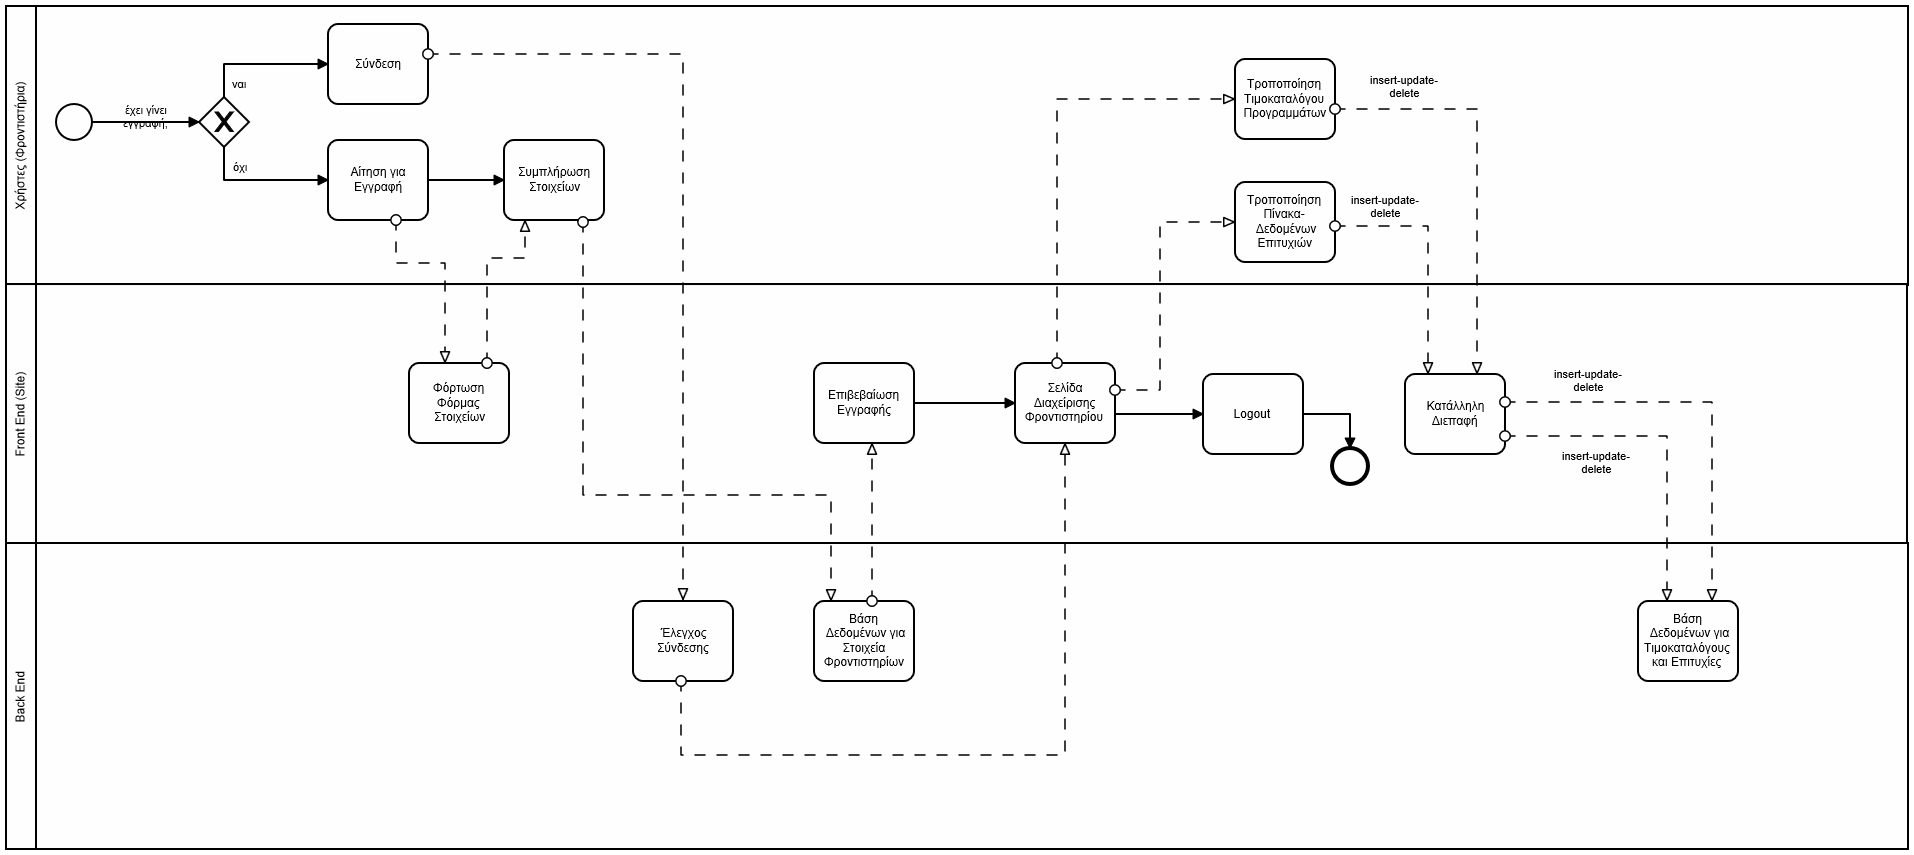 Χρήστες (Φροντιστήρια)
έχει γίνει
εγγραφή;
ναι
όχι
Σύνδεση
Αίτηση για
Εγγραφή
Συμπλήρωση
Στοιχείων
Τροποποίηση
Τιμοκαταλόγου
Προγραμμάτων
insert-update-
delete
Τροποποίηση
Πίνακα-
Δεδομένων
Επιτυχιών
insert-update-
delete
Front End (Site)
Φόρτωση
Φόρμας
Στοιχείων
Επιβεβαίωση
Εγγραφής
Σελίδα
Διαχείρισης
Φροντιστηρίου
Logout
Κατάλληλη
Διεπαφή
insert-update-
delete
insert-update-
delete
Back End
Έλεγχος
Σύνδεσης
Βάση
Δεδομένων για
Στοιχεία
Φροντιστηρίων
Βάση
Δεδομένων για
Τιμοκαταλόγους
και Επιτυχίες